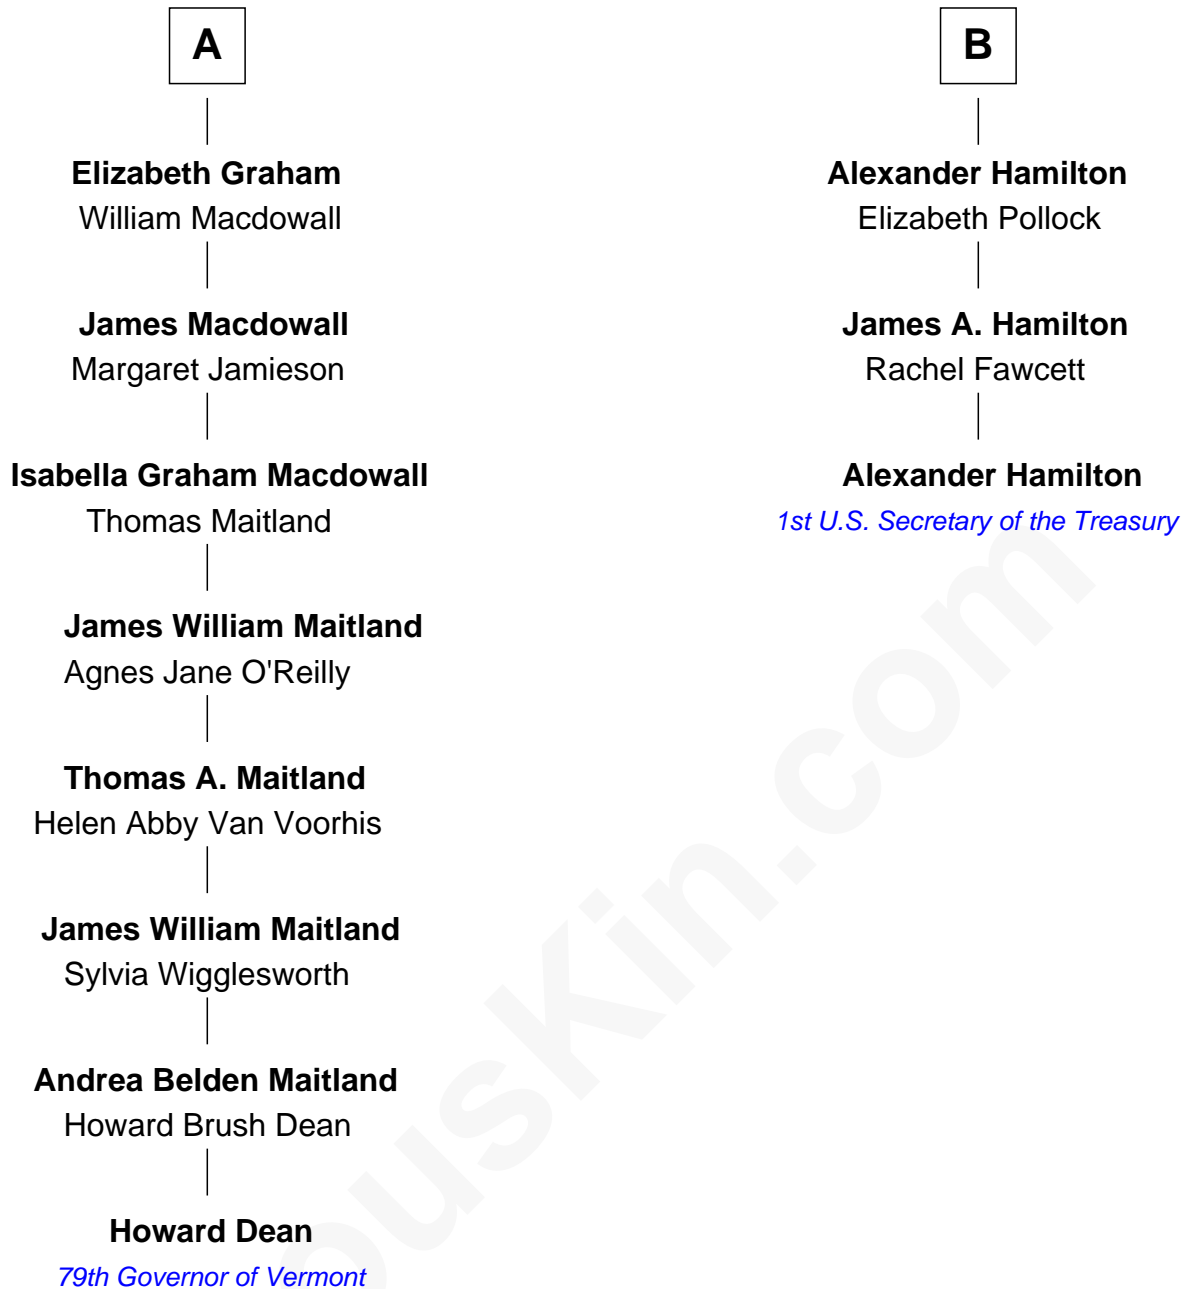 A
Elizabeth Graham
William Macdowall
James Macdowall
Margaret Jamieson
Isabella Graham Macdowall
Thomas Maitland
James William Maitland
Agnes Jane O'Reilly
Thomas A. Maitland
Helen Abby Van Voorhis
James William Maitland
Sylvia Wigglesworth
Andrea Belden Maitland
Howard Brush Dean
Howard Dean
79th Governor of Vermont
B
Alexander Hamilton
Elizabeth Pollock
James A. Hamilton
Rachel Fawcett
Alexander Hamilton
1st U.S. Secretary of the Treasury
ousKin.com